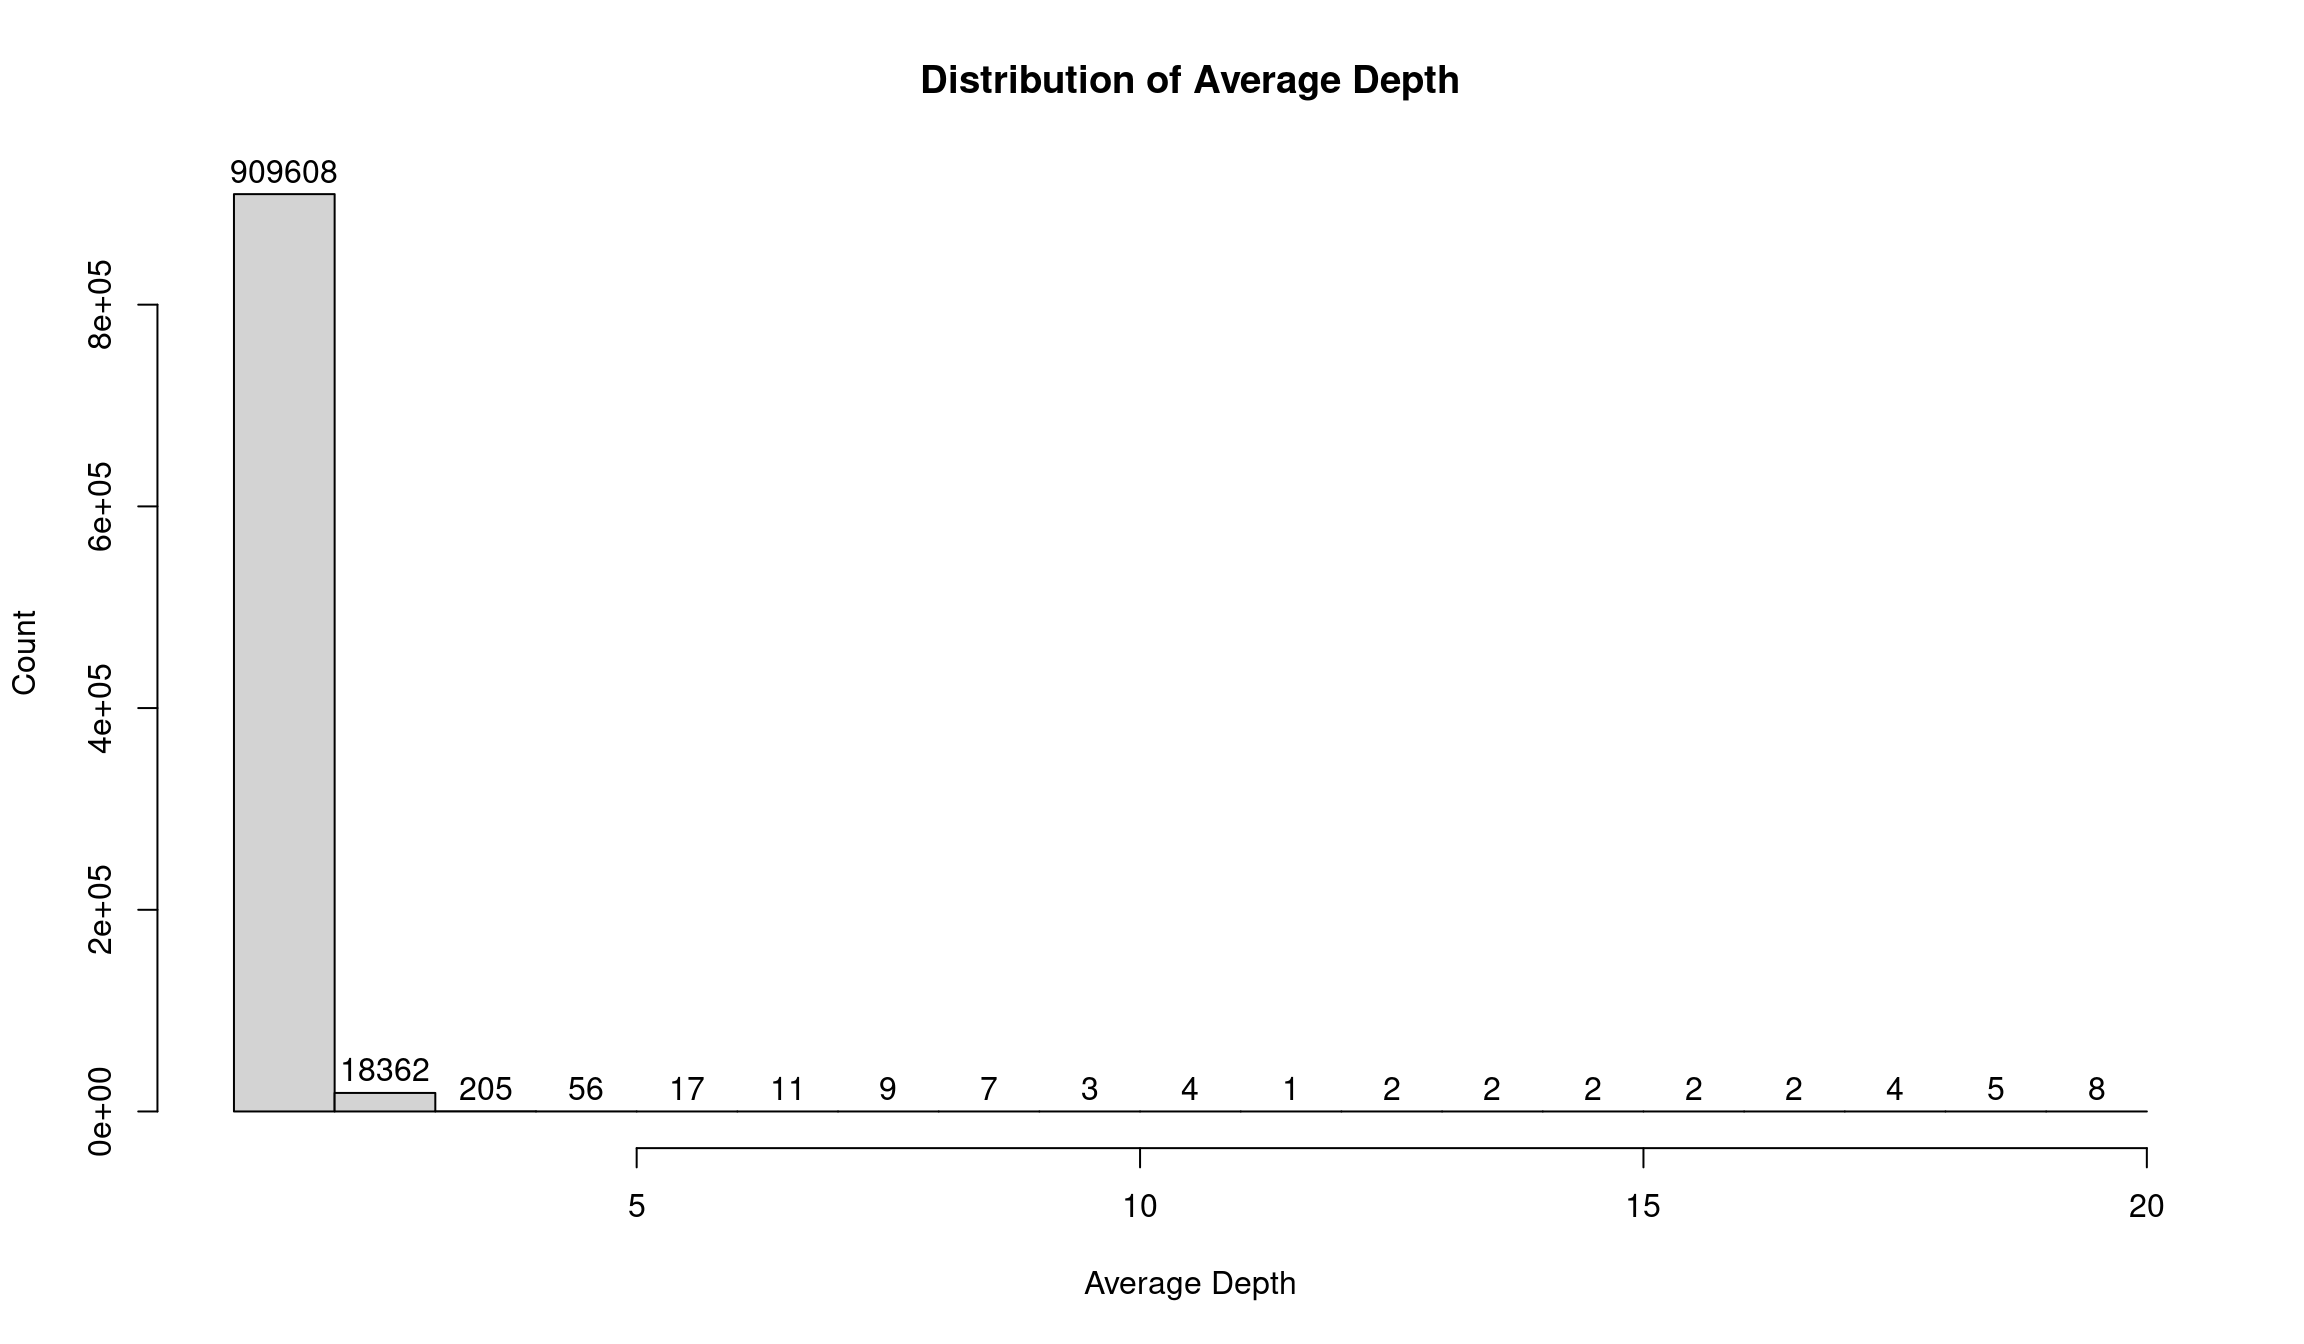 Distribution of Average Depth
909608
8e+05
6e+05
Count
4e+05
2e+05
0e+00
18362
205 56 17 11 9 7 3 4 1 2 2 2 2 2 4 5 8
5 10 15 20
Average Depth